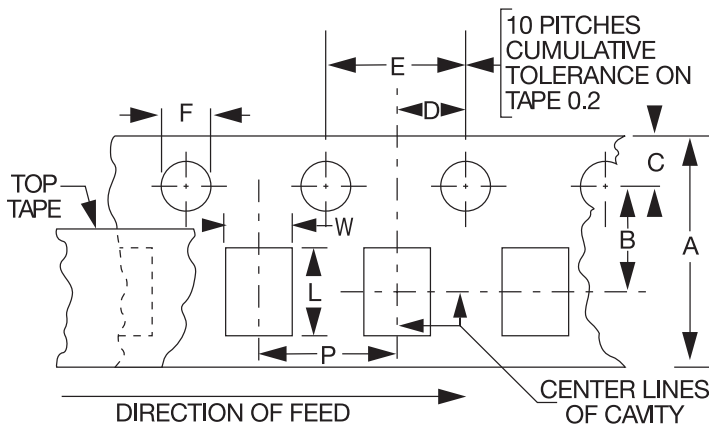 10 PITCHES
CUMULATIVE
TOLERANCE ON
TAPE 0.2
E
D
F
C
TOP
TAPE
W
B
A
L
P
CENTER LINES
OF CAVITY
DIRECTION OF FEED